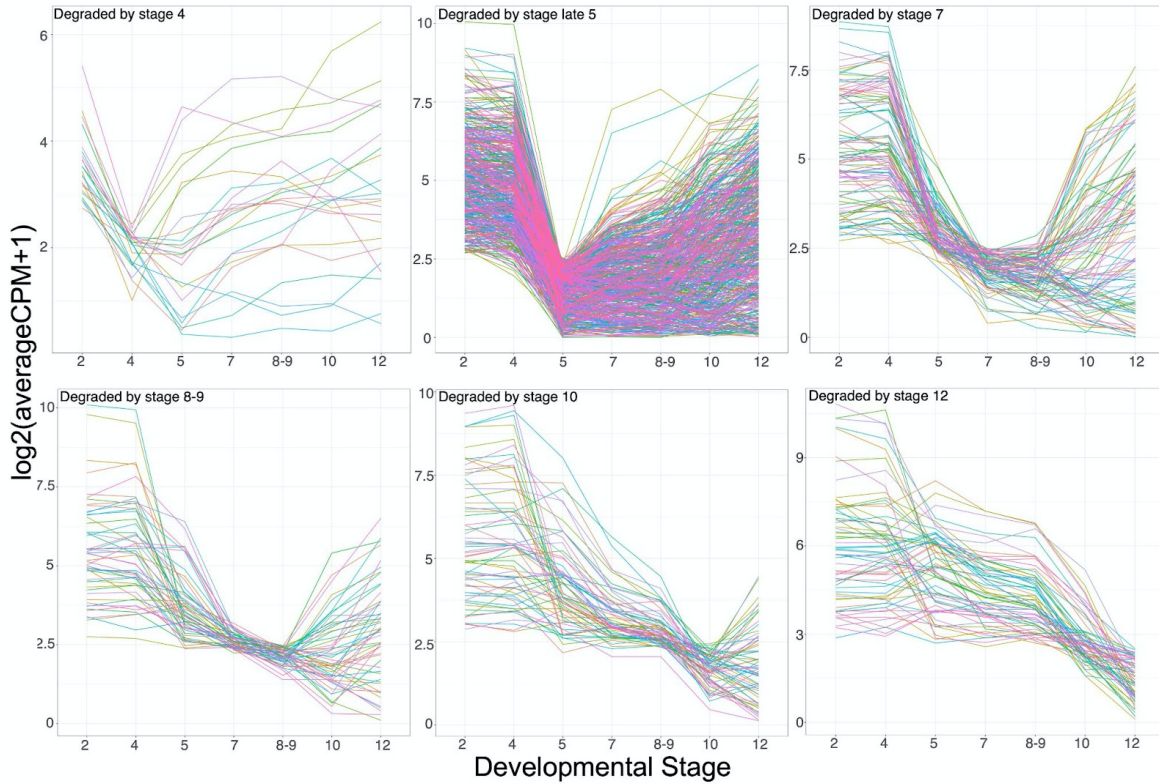 Degraded by stage 4
Degraded by stage late 5
Degraded by stage 7
6
4
2
10
7.5
5
2.5
0
7.5
5
2.5
0
2 4 5 7 8-9 10 12
2 4 5 7 8-9 10 12
2 4 5 7 8-9 10 12
log2(averageCPM+1)
Degraded by stage 8-9
Degraded by stage 10
Degraded by stage 12
10
7.5
5
2.5
0
10
7.5
5
2.5
0
9
6
3
0
2 4 5 7 8-9 10 12
2 4 5 7 8-9 10 12
2 4 5 7 8-9 10 12
Developmental Stage